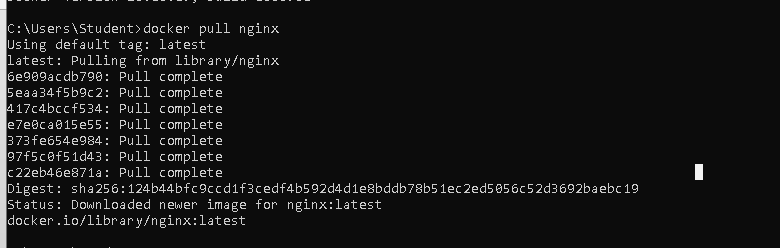 C:\Users\Student>docker pull nginx
Using default tag: latest
latest: Pulling from library/nginx
6e909acdb790: Pull complete
5eaa34f5b9c2: Pull complete
417c4bccf534: Pull complete
e7e0ca015e55: Pull complete
373fe654e984: Pull complete
97f5c0f51d43: Pull complete
c22eb46e871a: Pull complete
Digest: sha256:124b44bfc9ccd1f3cedf4b592d4d1e8bddb78b51ec2ed5056c52d3692baebc19
Status: Downloaded newer image for nginx:latest
docker.io/library/nginx:latest